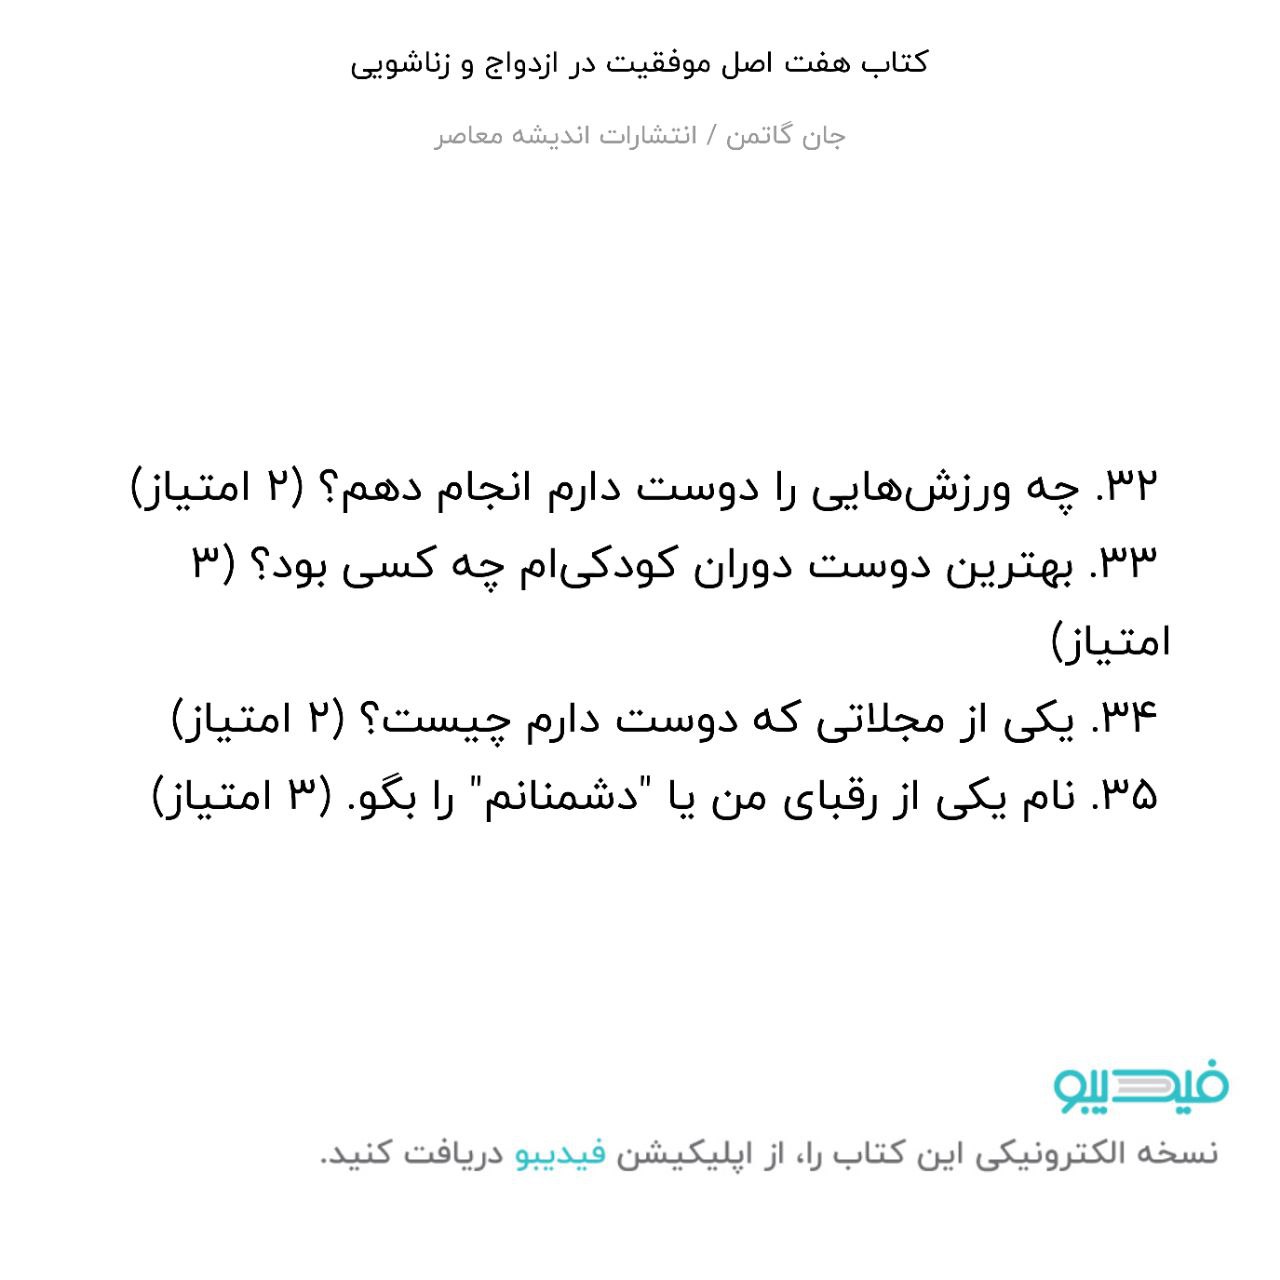 کتاب هفت اصل موفقیت در ازدواج و زناشویی
جان گاتمن / انتشارات اندیشه معاصر
۳۲. چه ورزش‌هایی را دوست دارم انجام دهم؟ (۲ امتیاز)
۳۳. بهترین دوست دوران کودکی‌ام چه کسی بود؟ (۳
امتیاز)
۳۴. یکی از مجلاتی که دوست دارم چیست؟ (۲ امتیاز)
۳۵. نام یکی از رقبای من یا "دشمنانم" را بگو. (۳ امتیاز)
فیدیبو
نسخه الکترونیکی این کتاب را، از اپلیکیشن فیدیبو دریافت کنید.